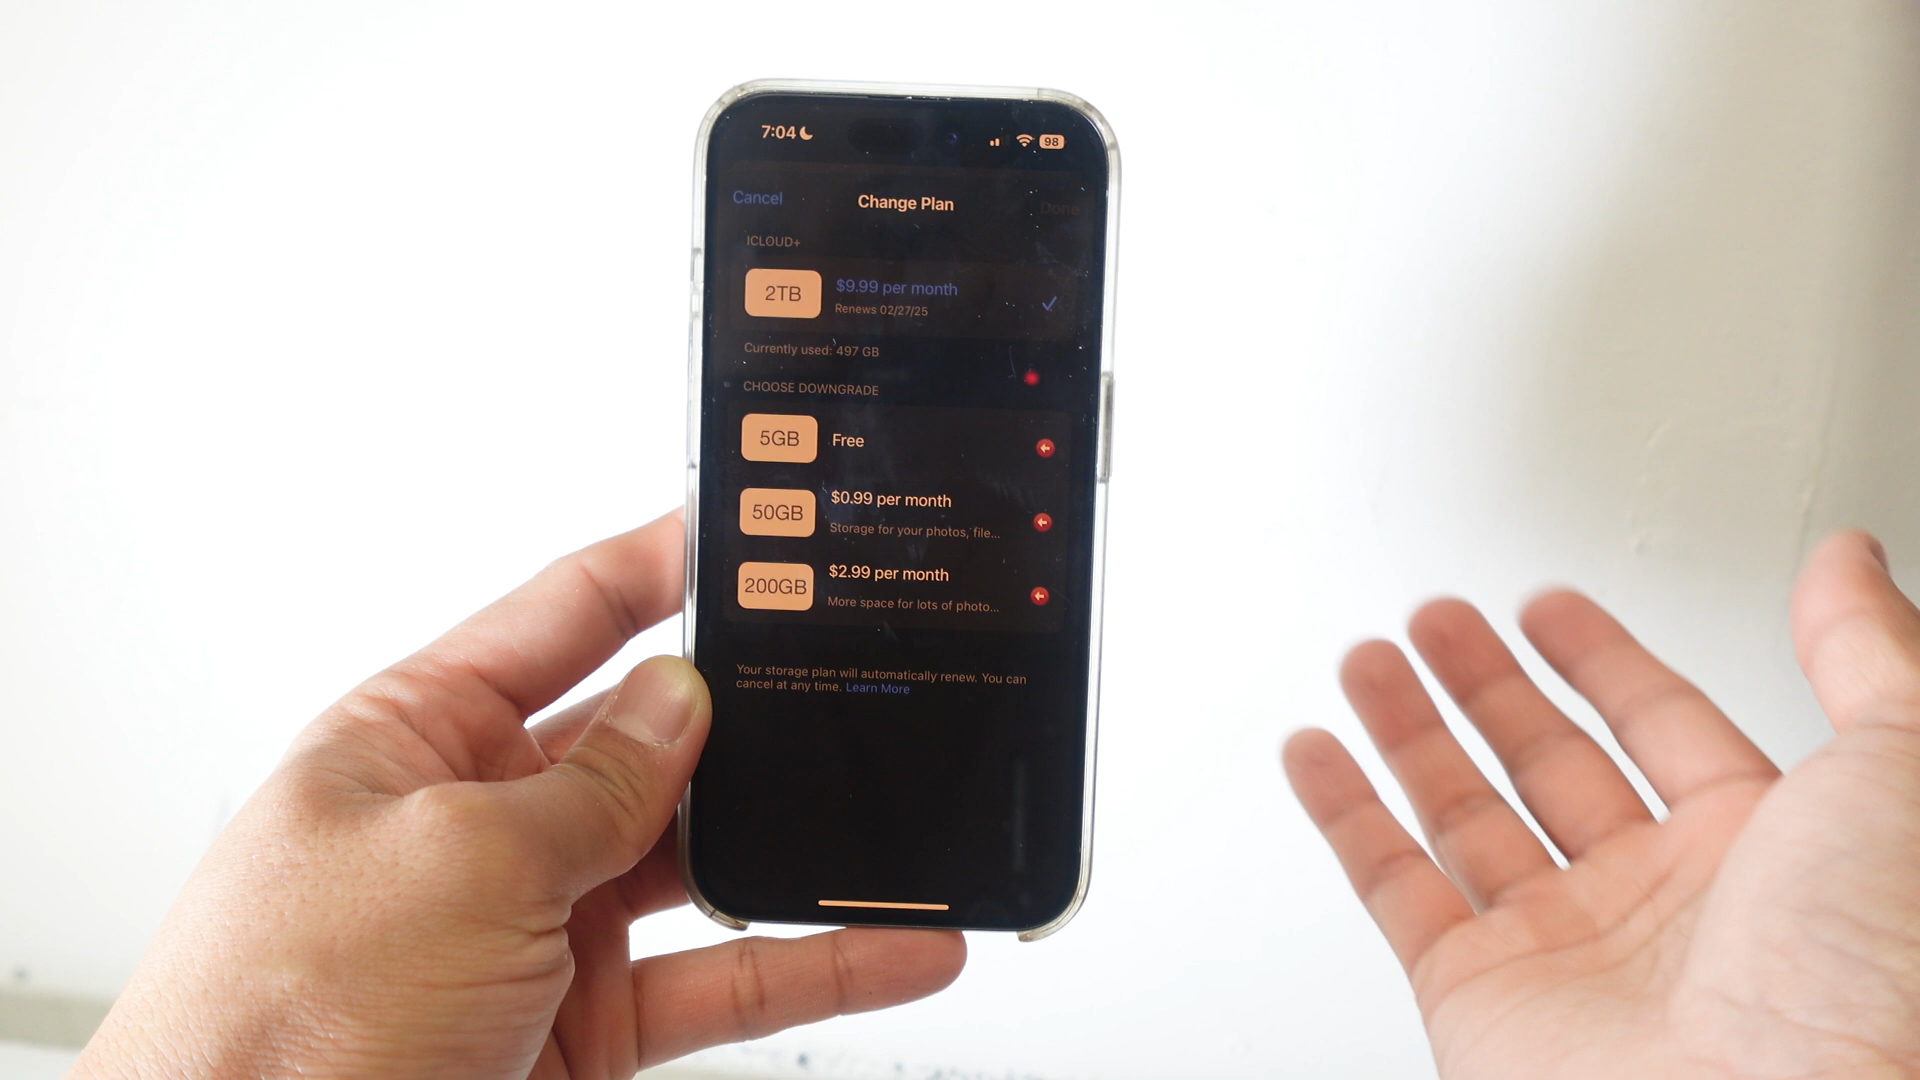 7:04
98
Cancel
Change Plan
Done
ICLOUD+
2TB
$9.99 per month
Renews 02/27/25
Currently used: 497 GB
CHOOSE DOWNGRADE
5GB
Free
50GB
$0.99 per month
Storage for your photos, file...
200GB
$2.99 per month
More space for lots of photo...
Your storage plan will automatically renew. You can
cancel at any time. Learn More